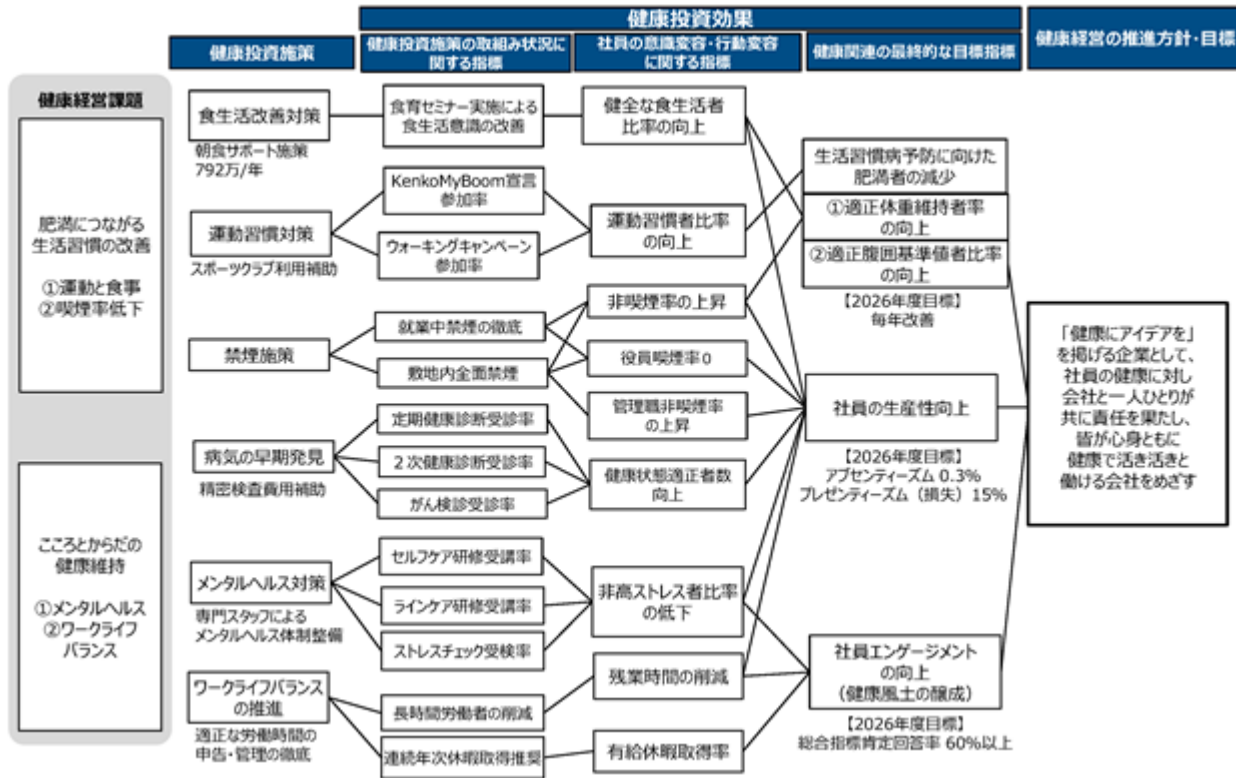 健康投資効果
健康経営の推進方針・目標
健康投資施策
健康投資施策の取組み状況に
関する指標
社員の意識変容・行動変容
に関する指標
健康関連の最終的な目標指標
健康経営課題
肥満につながる
生活習慣の改善
①運動と食事
②喫煙率低下
こころとからだの
健康維持
①メンタルヘルス
②ワークライフ
バランス
食生活改善対策
朝食サポート施策
792万/年
運動習慣対策
スポーツクラブ利用補助
禁煙施策
病気の早期発見
精密検査費用補助
メンタルヘルス対策
専門スタッフによる
メンタルヘルス体制整備
ワークライフバランス
の推進
適正な労働時間の
申告・管理の徹底
食育セミナー実施による
食生活意識の改善
KenkoMyBoom宣言
参加率
ウォーキングキャンペーン
参加率
就業中禁煙の徹底
敷地内全面禁煙
定期健康診断受診率
２次健康診断受診率
がん検診受診率
セルフケア研修受講率
ラインケア研修受講率
ストレスチェック受検率
長時間労働者の削減
連続年次休暇取得推奨
健全な食生活者
比率の向上
運動習慣者比率
の向上
非喫煙率の上昇
役員喫煙率０
管理職非喫煙率
の上昇
健康状態適正者数
向上
非高ストレス者比率
の低下
残業時間の削減
有給休暇取得率
生活習慣病予防に向けた
肥満者の減少
①適正体重維持者率
の向上
②適正腹囲基準値者比率
の向上
【2026年度目標】
毎年改善
社員の生産性向上
【2026年度目標】
アブセンティーズム 0.3%
プレゼンティーズム（損失）15%
社員エンゲージメント
の向上
（健康風土の醸成）
【2026年度目標】
総合指標肯定回答率 60%以上
「健康にアイデアを」
を掲げる企業として、
社員の健康に対し
会社と一人ひとりが
共に責任を果たし、
皆が心身ともに
健康で活き活きと
働ける会社をめざす